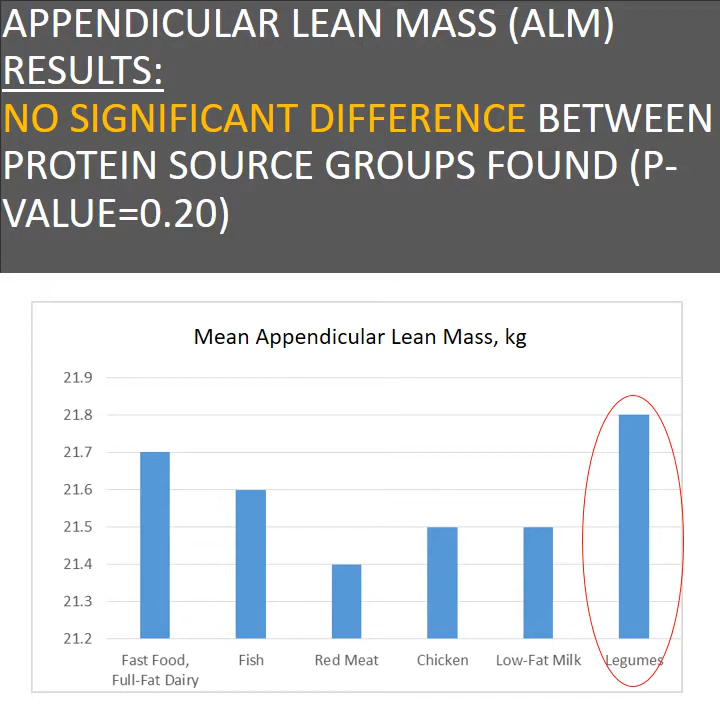 APPENDICULAR LEAN MASS (ALM)
RESULTS:
NO SIGNIFICANT DIFFERENCE BETWEEN
PROTEIN SOURCE GROUPS FOUND (P-
VALUE=0.20)
Mean Appendicular Lean Mass, kg
21.9
21.8
21.7
21.6
21.5
21.4
21.3
21.2
Fast Food, Fish Red Meat Chicken Low-Fat Milk Legumes
Full-Fat Dairy